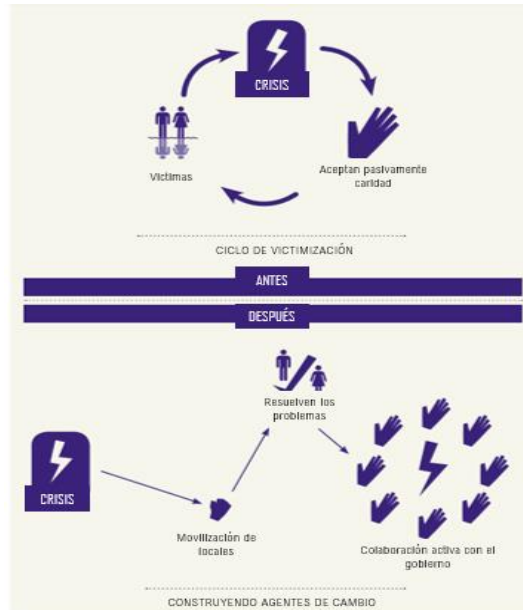 CRISIS
Víctimas
Aceptan pasivamente
caridad
CICLO DE VICTIMIZACIÓN
ANTES
DESPUÉS
Resuelven los
problemas
CRISIS
Movilización de
locales
Colaboración activa con el
gobierno
CONSTRUYENDO AGENTES DE CAMBIO